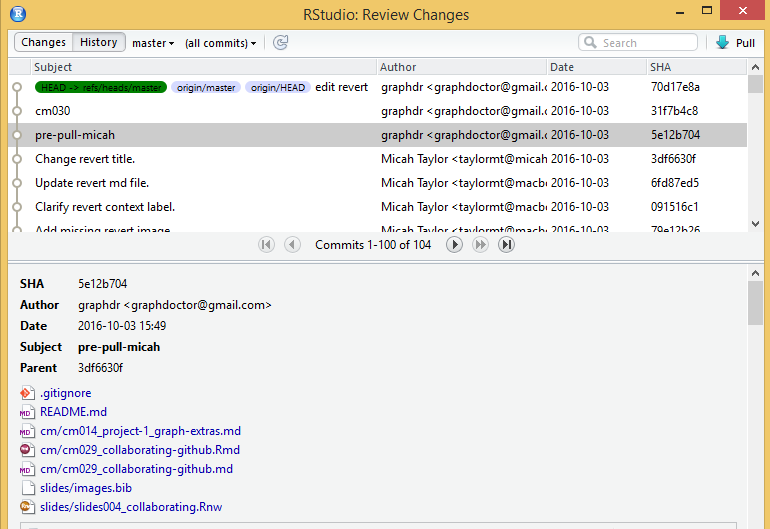 RStudio: Review Changes
Changes History master (all commits) Search Pull
Subject Author Date SHA
HEAD -> refs/heads/master origin/master origin/HEAD edit revert graphdr <graphdoctor@gmail.c 2016-10-03 70d17e8a
cm030 graphdr <graphdoctor@gmail.c 2016-10-03 31f7b4c8
pre-pull-micah graphdr <graphdoctor@gmail.c 2016-10-03 5e12b704
Change revert title. Micah Taylor <taylormt@micah 2016-10-03 3df6630f
Update revert md file. Micah Taylor <taylormt@macbo 2016-10-03 6fd87ed5
Clarify revert context label. Micah Taylor <taylormt@macbo 2016-10-03 091516c1
Add missing revert image Micah Taylor <taylormt@macbo 2016-10-03 79e12b26
Commits 1-100 of 104
SHA 5e12b704
Author graphdr <graphdoctor@gmail.com>
Date 2016-10-03 15:49
Subject pre-pull-micah
Parent 3df6630f
.gitignore
MD README.md
MD cm/cm014_project-1_graph-extras.md
cm/cm029_collaborating-github.Rmd
MD cm/cm029_collaborating-github.md
slides/images.bib
slides/slides004_collaborating.Rnw